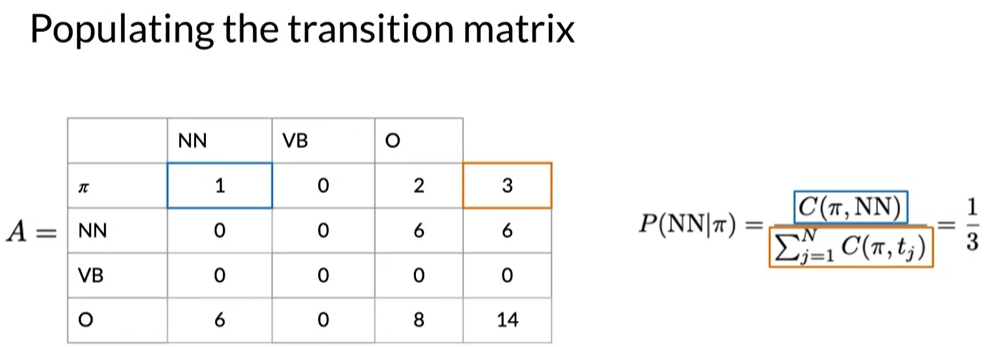 Populating the transition matrix
NN VB O
π 1 0 2 3
A = NN 0 0 6 6
VB 0 0 0 0
O 6 0 8 14
P(NN|π) = C(π, NN) / ∑_{j=1}^{N} C(π, t_j) = 1/3